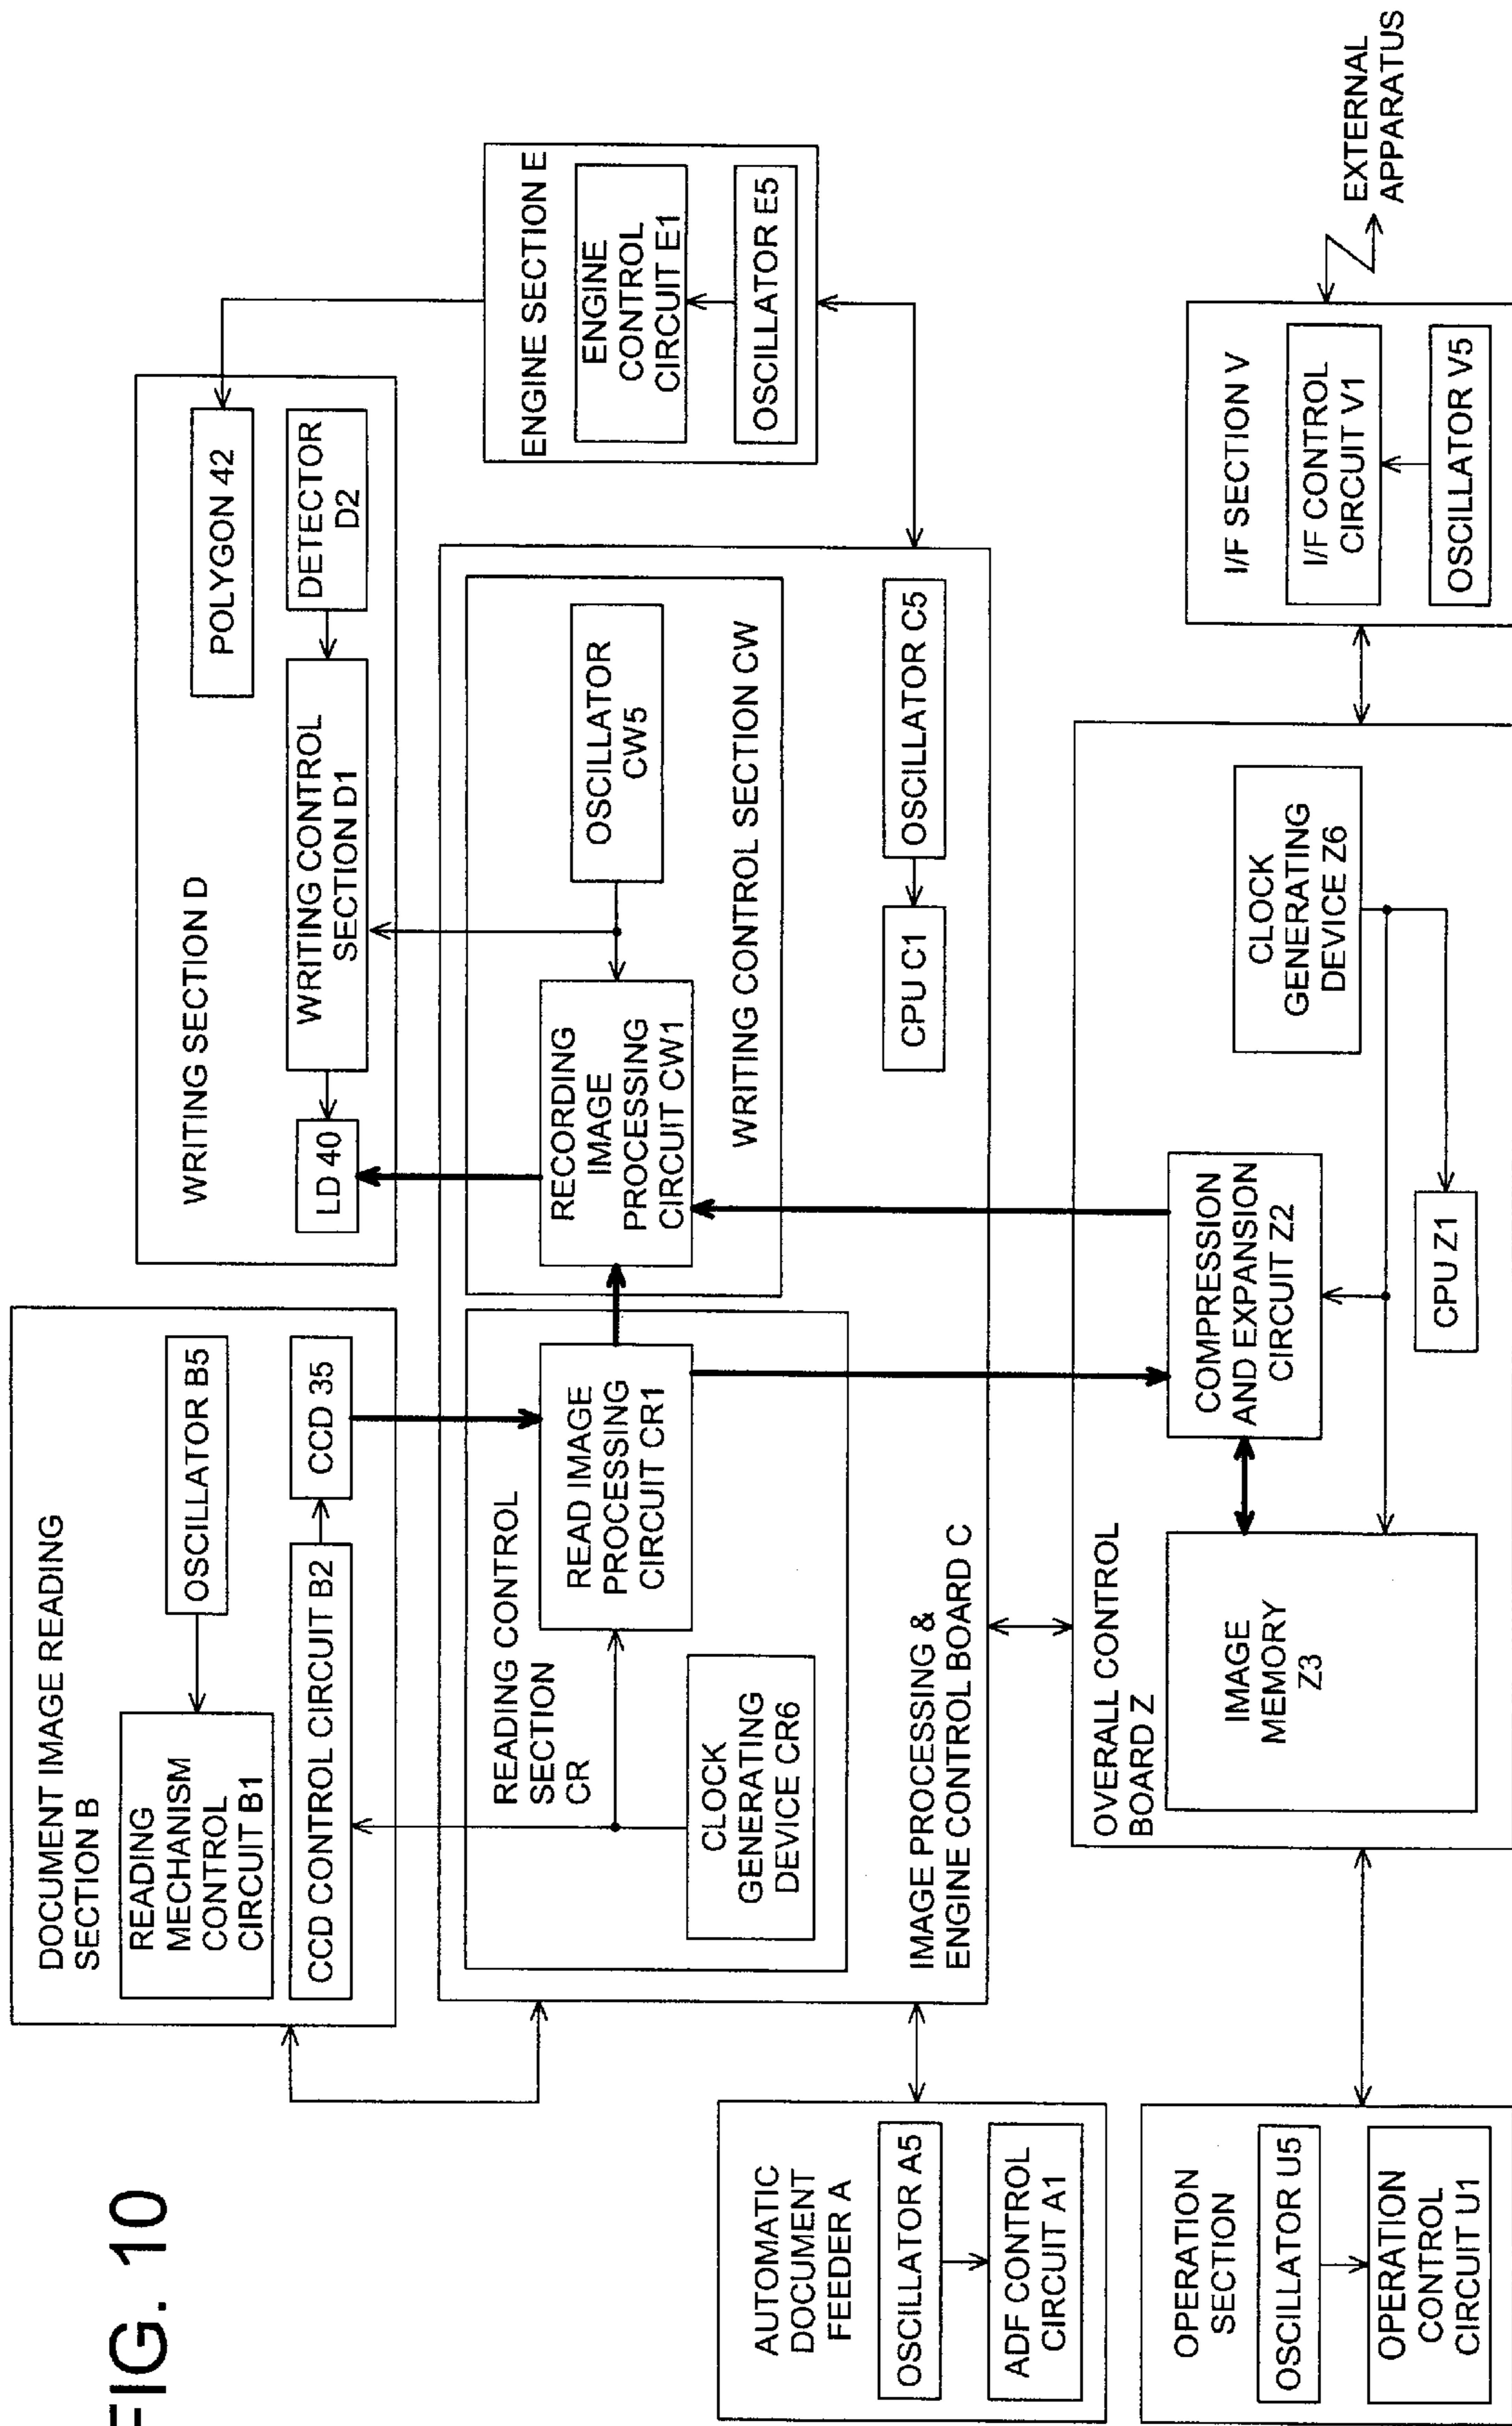 FIG. 10
DOCUMENT IMAGE READING
SECTION B
READING
MECHANISM
CONTROL
CIRCUIT B1
OSCILLATOR B5
CCD CONTROL CIRCUIT B2
CCD 35
WRITING SECTION D
POLYGON 42
LD 40
WRITING CONTROL
SECTION D1
DETECTOR
D2
ENGINE SECTION E
ENGINE
CONTROL
CIRCUIT E1
OSCILLATOR E5
READING CONTROL
SECTION
CR
READ IMAGE
PROCESSING
CIRCUIT CR1
CLOCK
GENERATING
DEVICE CR6
RECORDING
IMAGE
PROCESSING
CIRCUIT CW1
OSCILLATOR
CW5
WRITING CONTROL SECTION CW
IMAGE PROCESSING &
ENGINE CONTROL BOARD C
CPU C1
OSCILLATOR C5
AUTOMATIC
DOCUMENT
FEEDER A
OSCILLATOR A5
ADF CONTROL
CIRCUIT A1
OPERATION
SECTION
OSCILLATOR U5
OPERATION
CONTROL
CIRCUIT U1
OVERALL CONTROL
BOARD Z
IMAGE
MEMORY
Z3
COMPRESSION
AND EXPANSION
CIRCUIT Z2
CLOCK
GENERATING
DEVICE Z6
CPU Z1
I/F SECTION V
I/F CONTROL
CIRCUIT V1
OSCILLATOR V5
EXTERNAL
APPARATUS